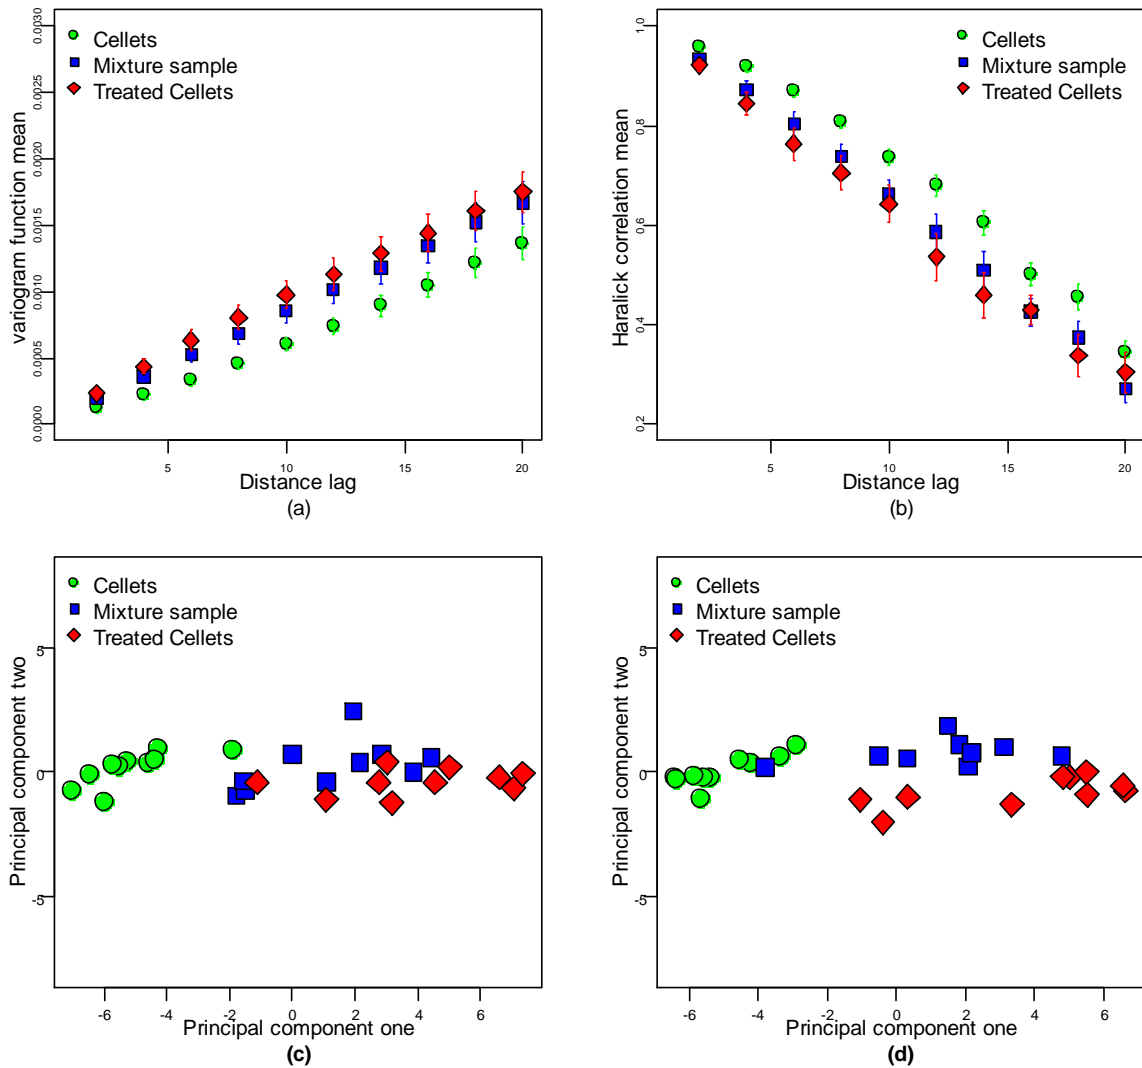 0.0030
0.0025
0.0020
0.0015
0.0010
0.0005
0.0000
variogram function mean
Cellets
Mixture sample
Treated Cellets
5
10
15
20
Distance lag
(a)
1.0
0.8
0.6
0.4
0.2
Haralick correlation mean
Cellets
Mixture sample
Treated Cellets
5
10
15
20
Distance lag
(b)
5
0
-5
Principal component two
Cellets
Mixture sample
Treated Cellets
-6
-4
-2
0
2
4
6
Principal component one
(c)
5
0
-5
Principal component two
Cellets
Mixture sample
Treated Cellets
-6
-4
-2
0
2
4
6
Principal component one
(d)